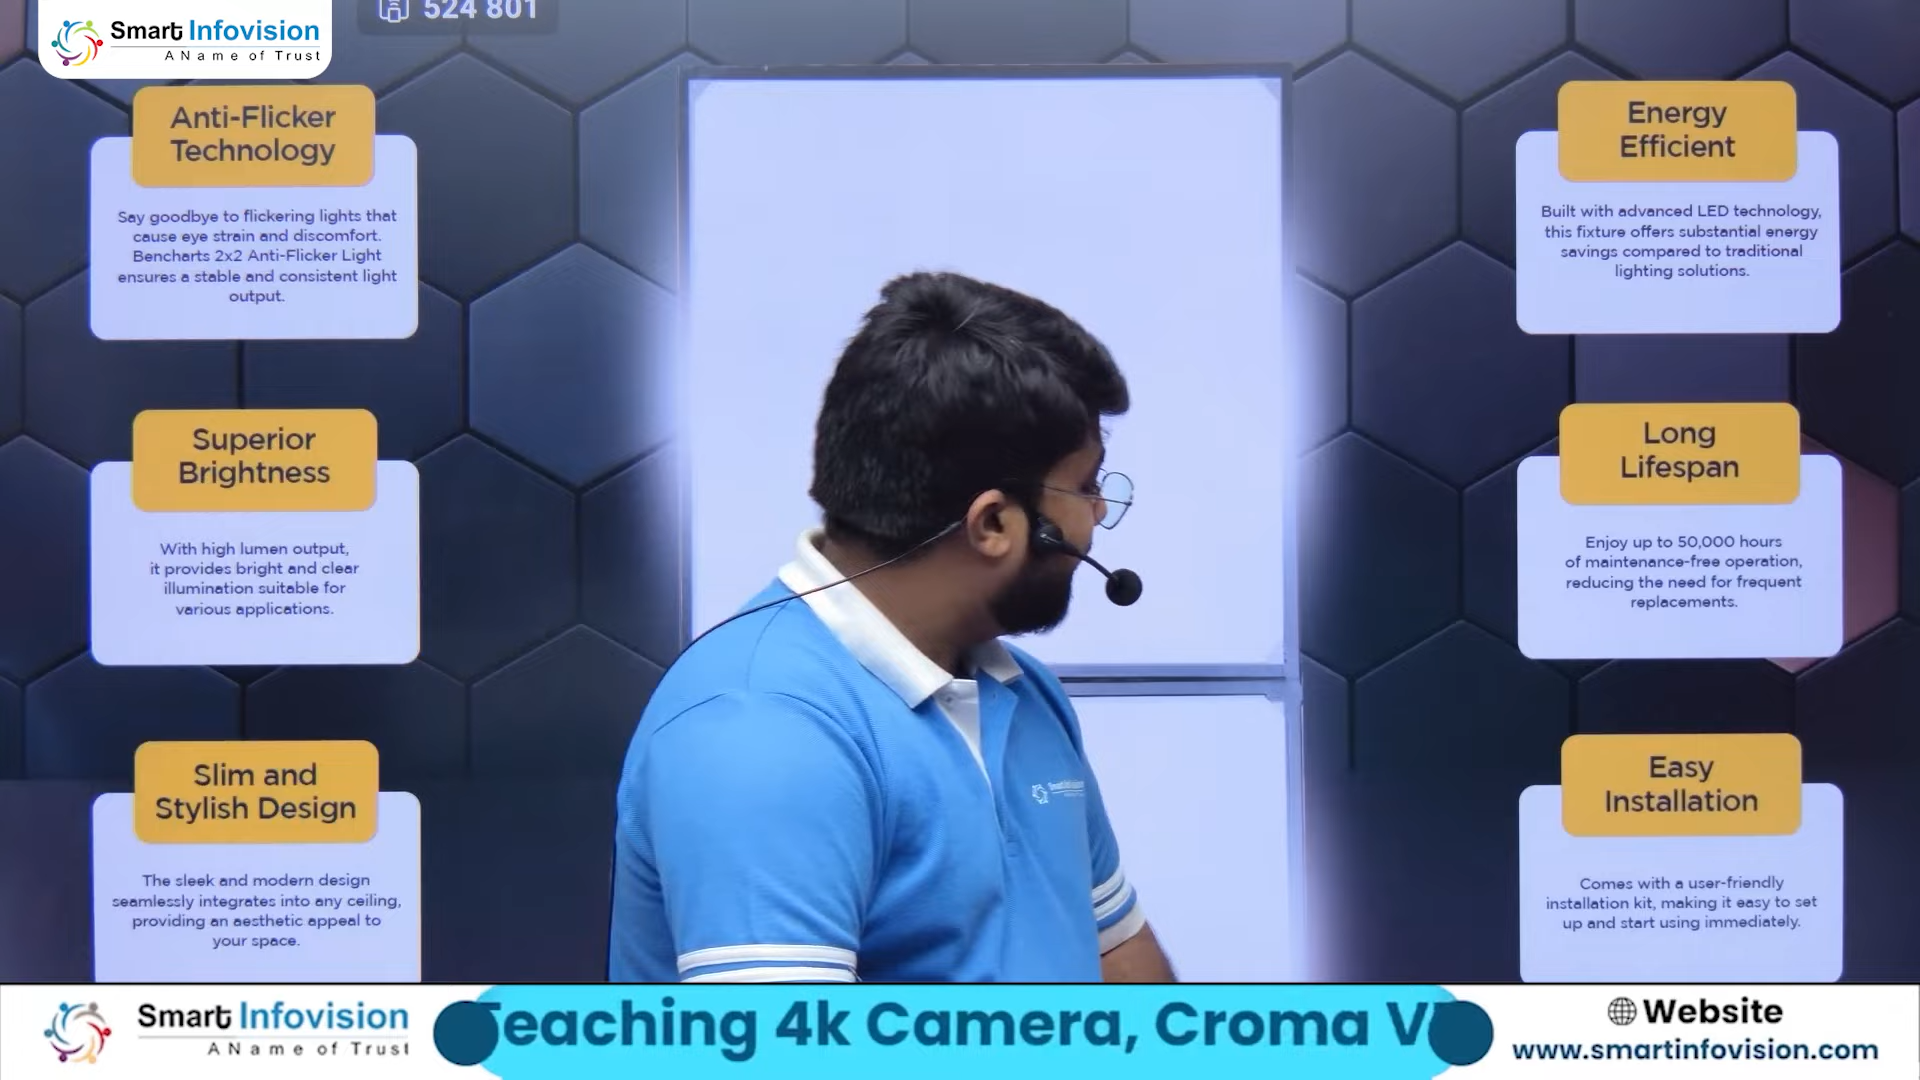 Smart Infovision
A Name of Trust
524 801
Anti-Flicker
Technology
Say goodbye to flickering lights that
cause eye strain and discomfort.
Bencharts 2x2 Anti-Flicker Light
ensures a stable and consistent light
output.
Superior
Brightness
With high lumen output,
it provides bright and clear
illumination suitable for
various applications.
Slim and
Stylish Design
The sleek and modern design
seamlessly integrates into any ceiling,
providing an aesthetic appeal to
your space.
Energy
Efficient
Built with advanced LED technology,
this fixture offers substantial energy
savings compared to traditional
lighting solutions.
Long
Lifespan
Enjoy up to 50,000 hours
of maintenance-free operation,
reducing the need for frequent
replacements.
Easy
Installation
Comes with a user-friendly
installation kit, making it easy to set
up and start using immediately.
Smart Infovision
A Name of Trust
Teaching 4k Camera, Croma
Website
www.smartinfovision.com